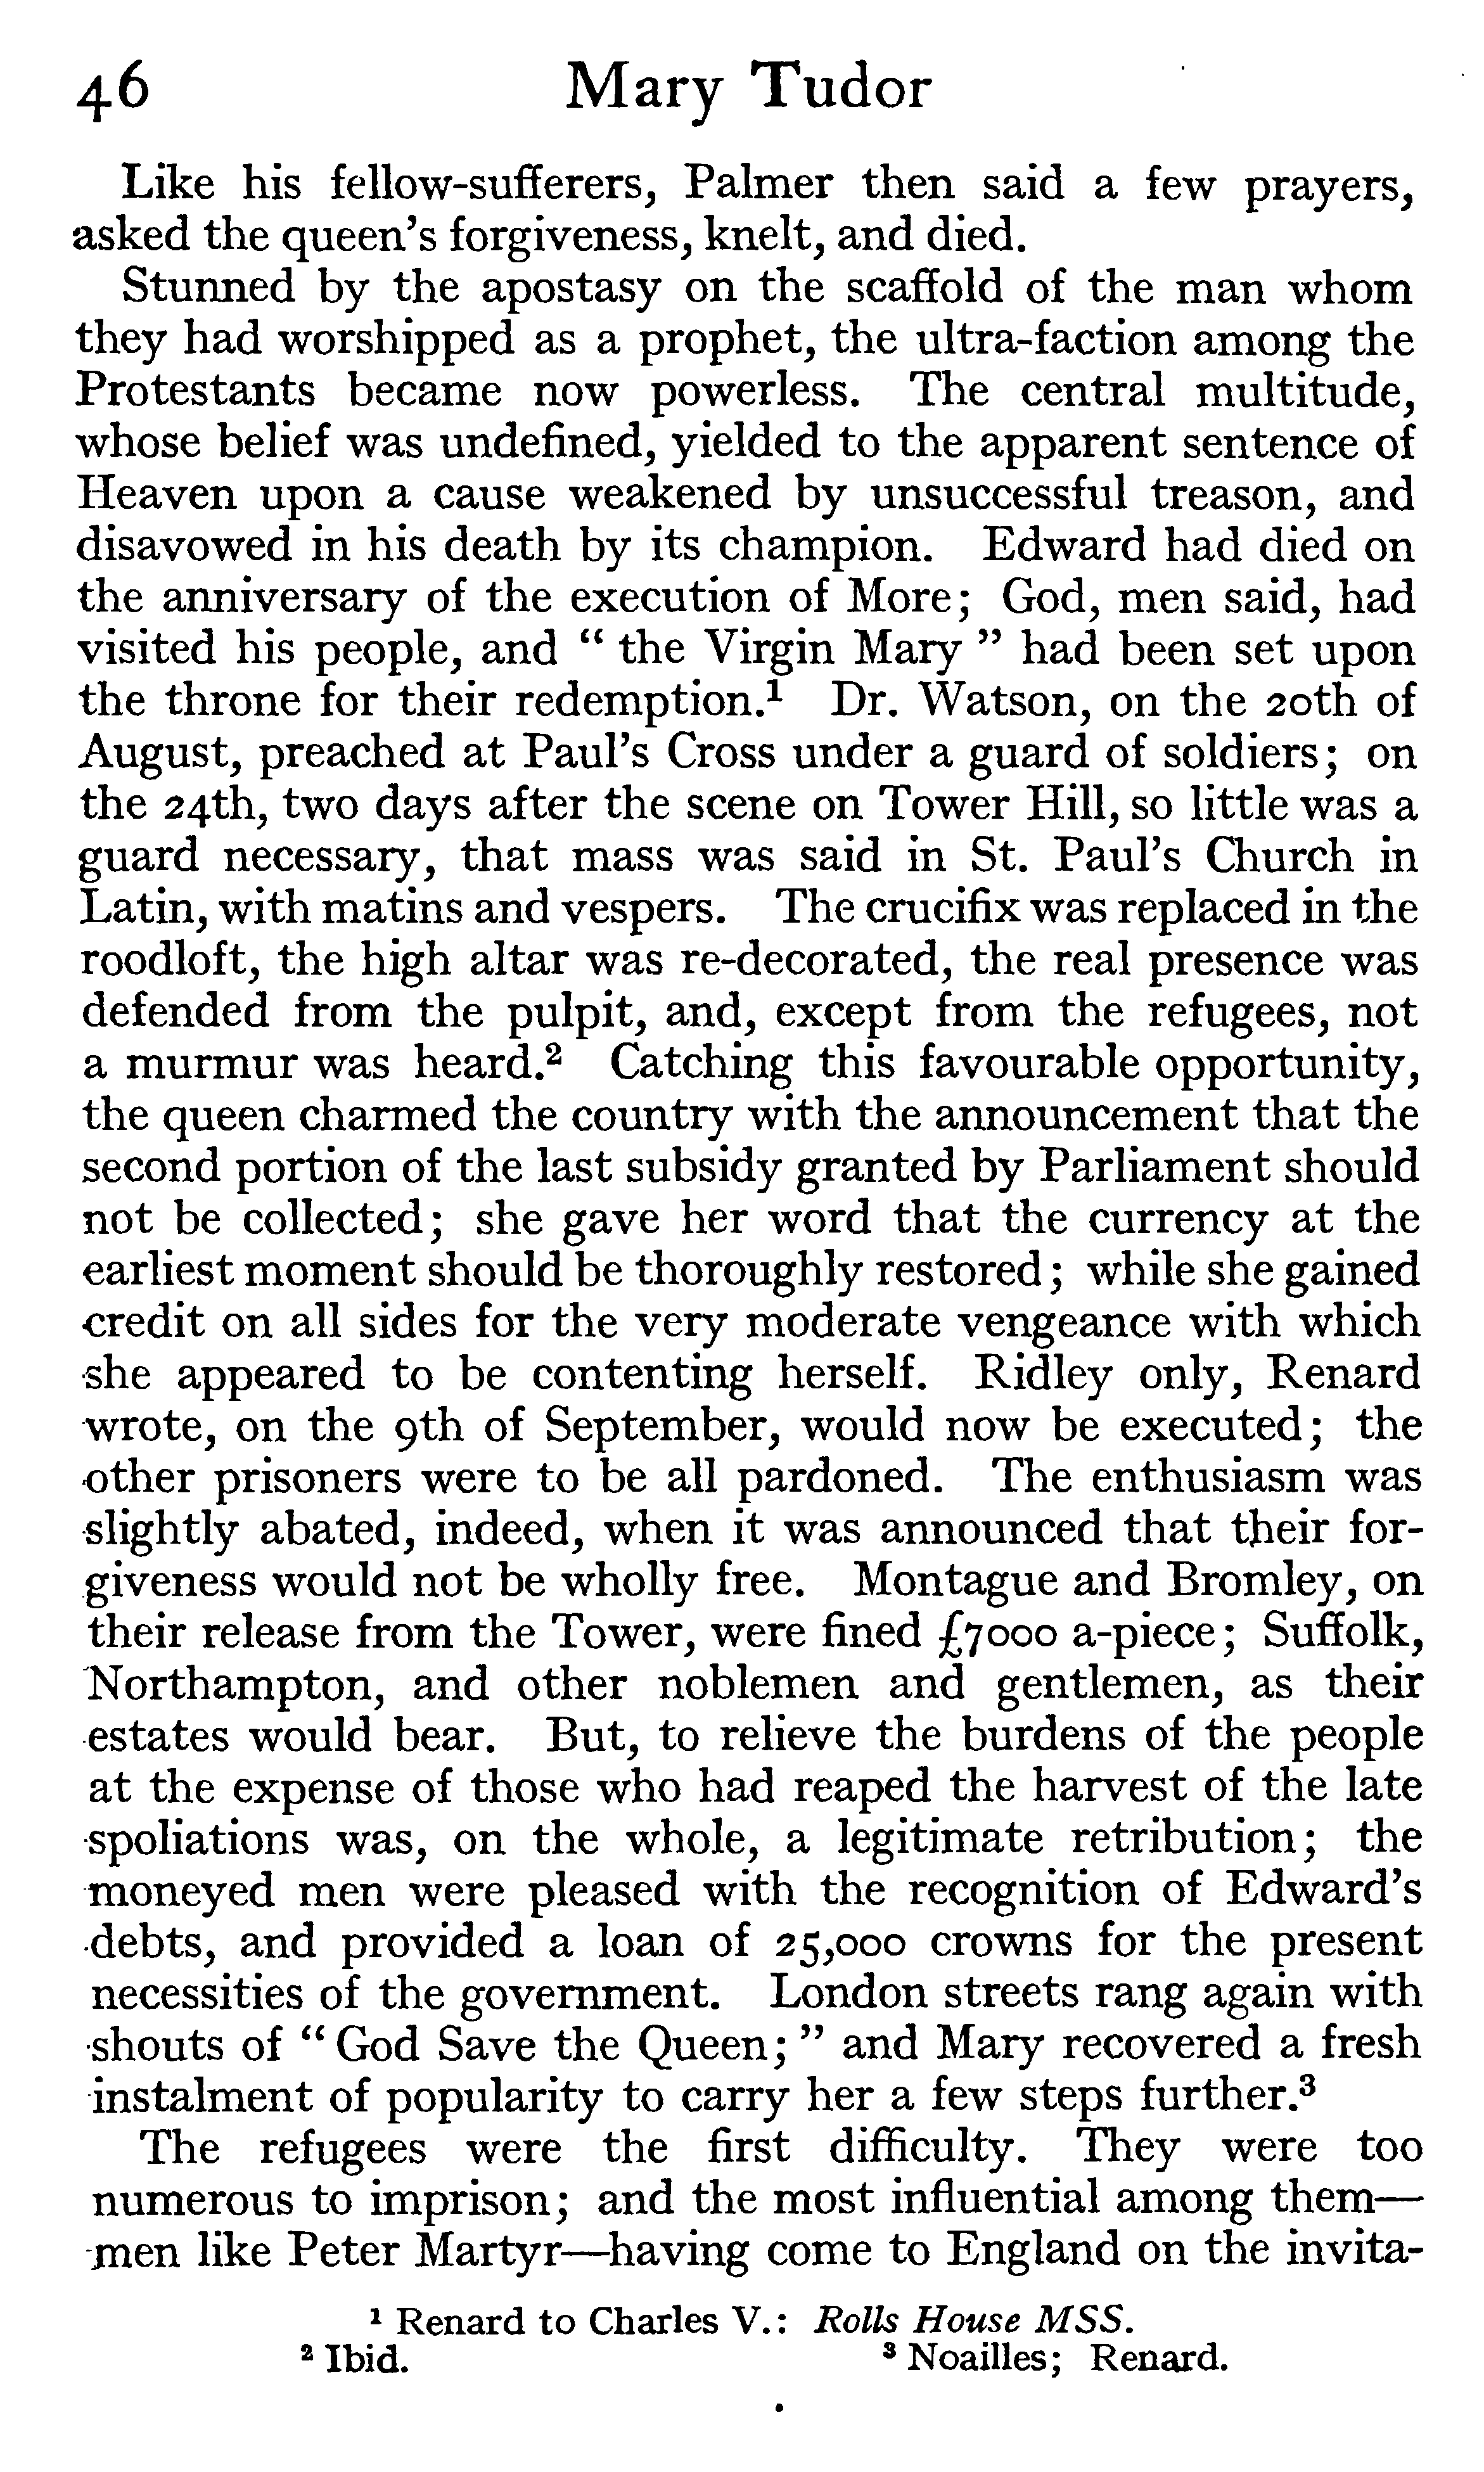 46 Mary Tudor
Like his fellow-sufferers, Palmer then said a few prayers,
asked the queen's forgiveness, knelt, and died.
Stunned by the apostasy on the scaffold of the man whom
they had worshipped as a prophet, the ultra-faction among the
Protestants became now powerless. The central multitude,
whose belief was undefined, yielded to the apparent sentence of
Heaven upon a cause weakened by unsuccessful treason, and
disavowed in his death by its champion. Edward had died on
the anniversary of the execution of More; God, men said, had
visited his people, and " the Virgin Mary " had been set upon
the throne for their redemption.¹ Dr. Watson, on the 20th of
August, preached at Paul's Cross under a guard of soldiers; on
the 24th, two days after the scene on Tower Hill, so little was a
guard necessary, that mass was said in St. Paul's Church in
Latin, with matins and vespers. The crucifix was replaced in the
roodloft, the high altar was re-decorated, the real presence was
defended from the pulpit, and, except from the refugees, not
a murmur was heard.² Catching this favourable opportunity,
the queen charmed the country with the announcement that the
second portion of the last subsidy granted by Parliament should
not be collected; she gave her word that the currency at the
earliest moment should be thoroughly restored; while she gained
credit on all sides for the very moderate vengeance with which
she appeared to be contenting herself. Ridley only, Renard
wrote, on the 9th of September, would now be executed; the
other prisoners were to be all pardoned. The enthusiasm was
slightly abated, indeed, when it was announced that their for-
giveness would not be wholly free. Montague and Bromley, on
their release from the Tower, were fined £7000 a-piece; Suffolk,
Northampton, and other noblemen and gentlemen, as their
estates would bear. But, to relieve the burdens of the people
at the expense of those who had reaped the harvest of the late
spoliations was, on the whole, a legitimate retribution; the
moneyed men were pleased with the recognition of Edward's
debts, and provided a loan of 25,000 crowns for the present
necessities of the government. London streets rang again with
shouts of " God Save the Queen; " and Mary recovered a fresh
instalment of popularity to carry her a few steps further.³
The refugees were the first difficulty. They were too
numerous to imprison; and the most influential among them—
men like Peter Martyr—having come to England on the invita-
¹ Renard to Charles V.: Rolls House MSS.
² Ibid. ³ Noailles; Renard.